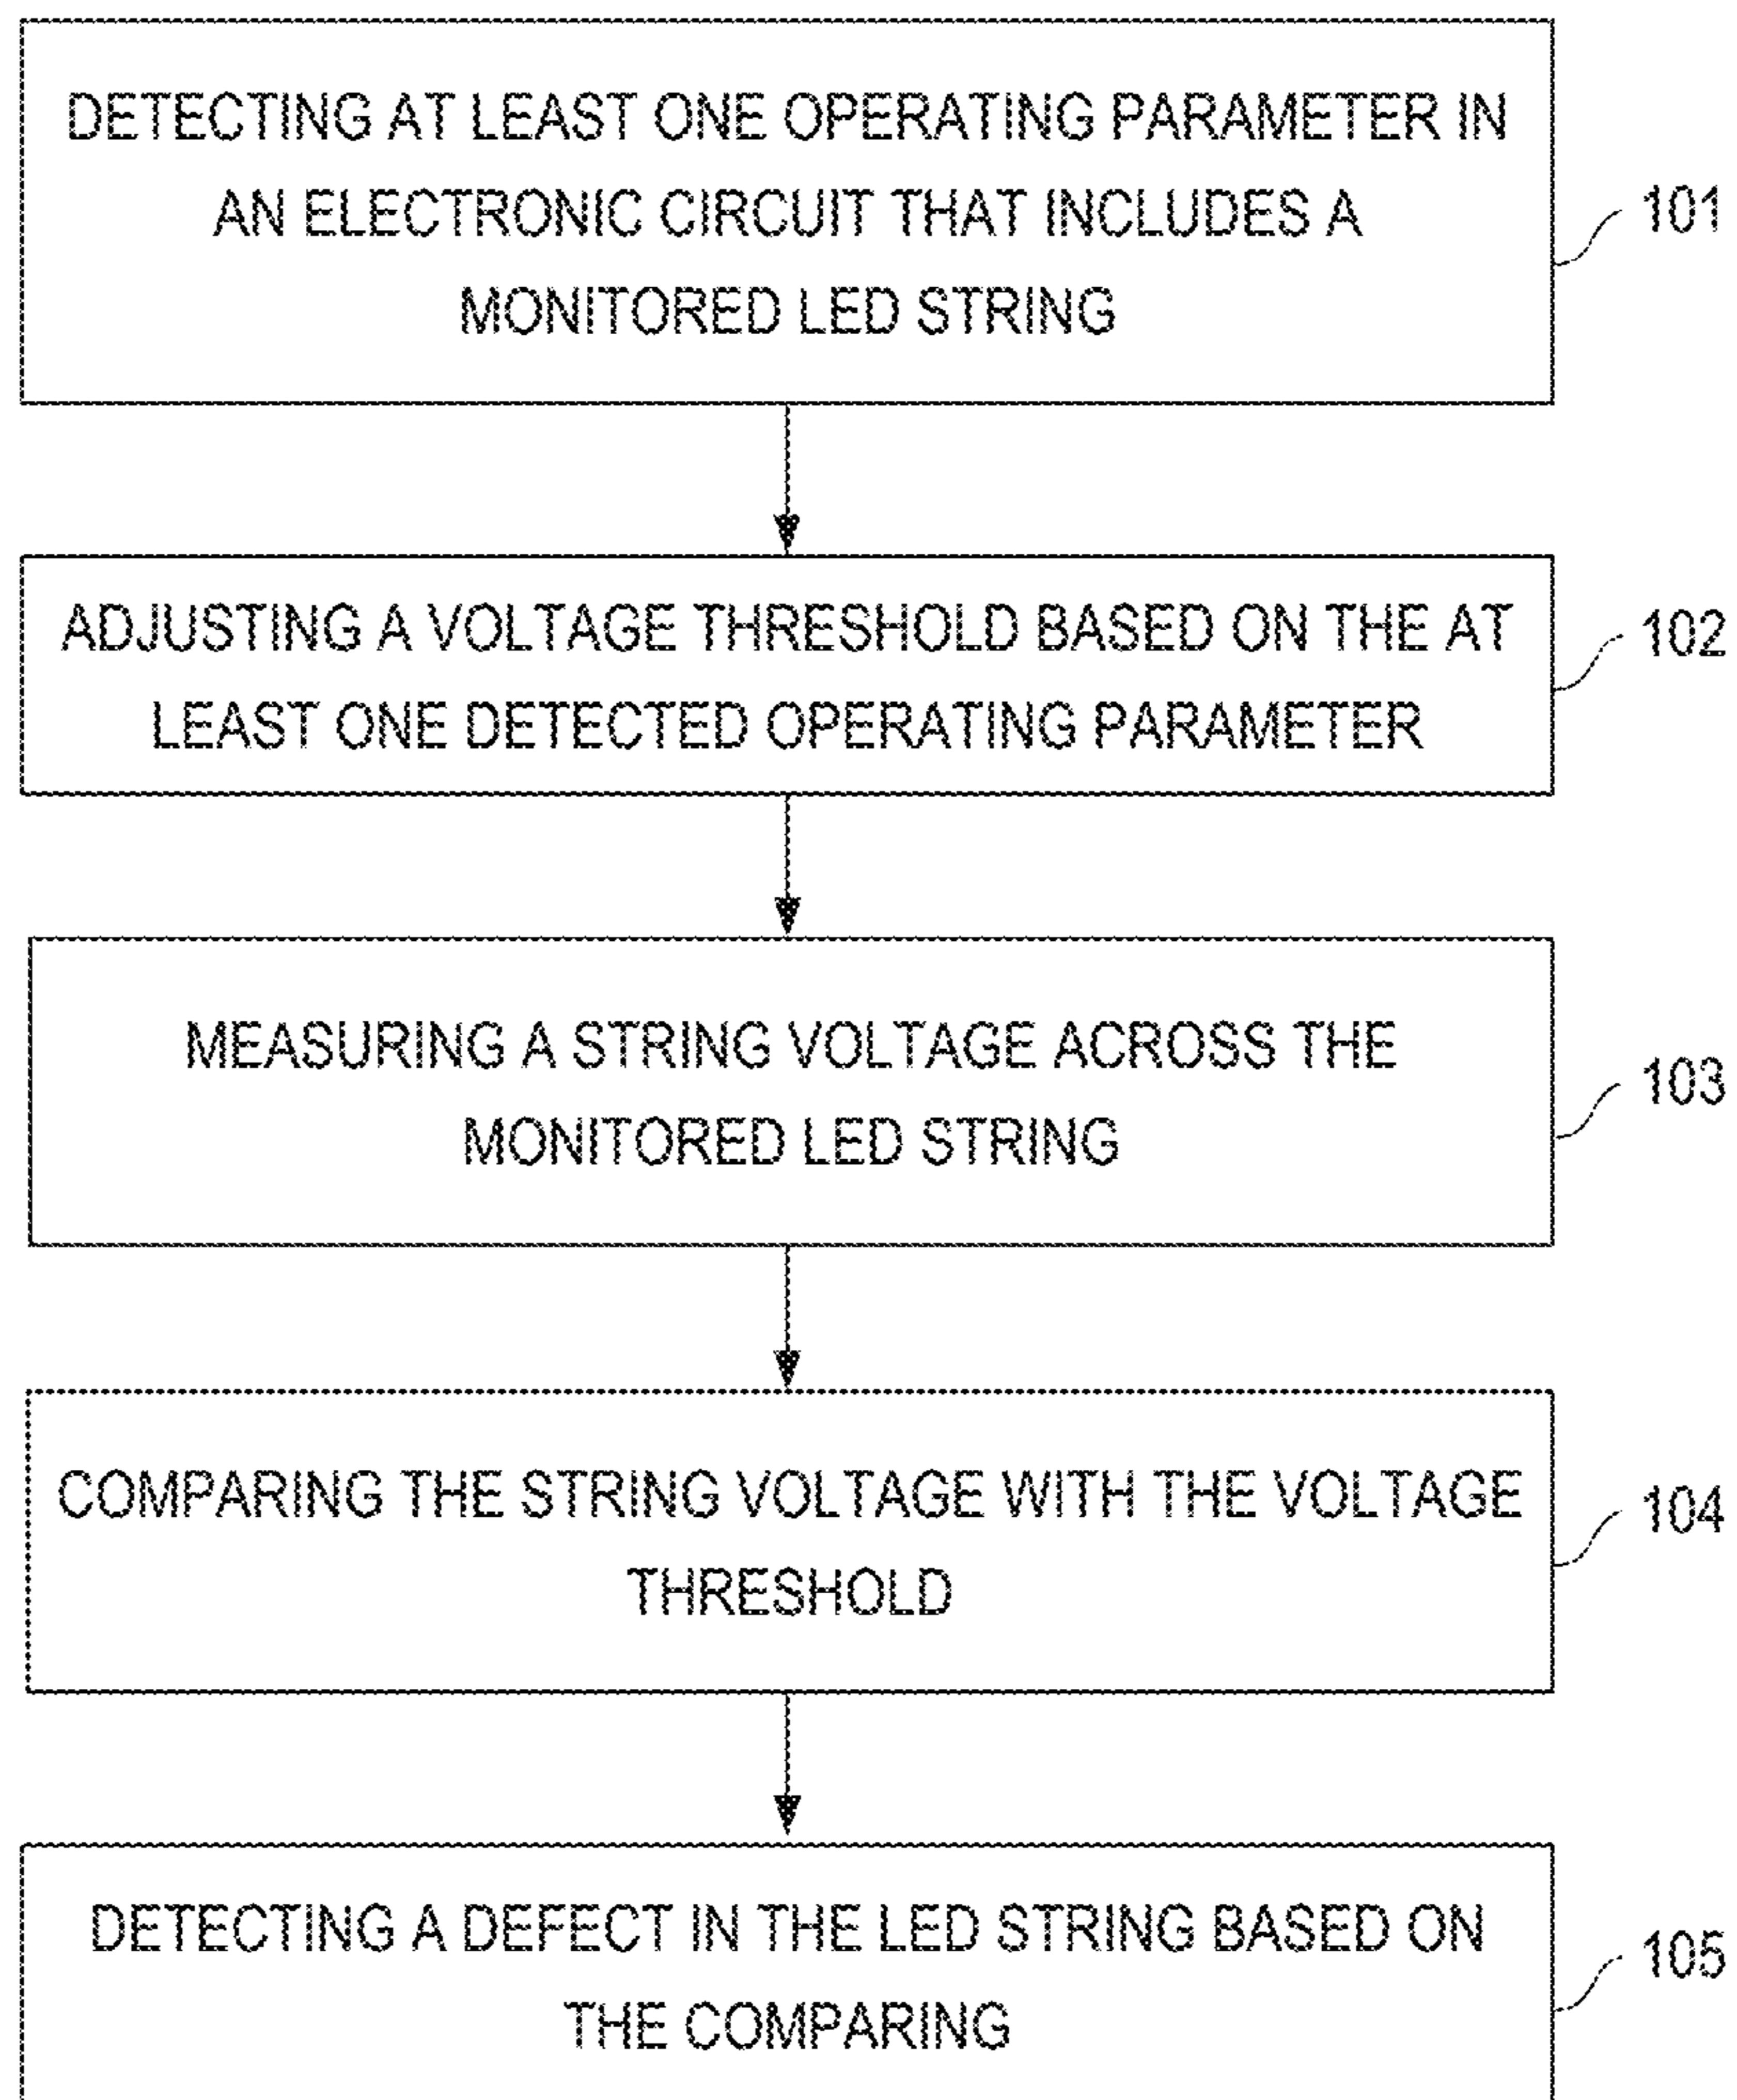 DETECTING AT LEAST ONE OPERATING PARAMETER IN
AN ELECTRONIC CIRCUIT THAT INCLUDES A
MONITORED LED STRING
101
ADJUSTING A VOLTAGE THRESHOLD BASED ON THE AT
LEAST ONE DETECTED OPERATING PARAMETER
102
MEASURING A STRING VOLTAGE ACROSS THE
MONITORED LED STRING
103
COMPARING THE STRING VOLTAGE WITH THE VOLTAGE
THRESHOLD
104
DETECTING A DEFECT IN THE LED STRING BASED ON
THE COMPARING
105